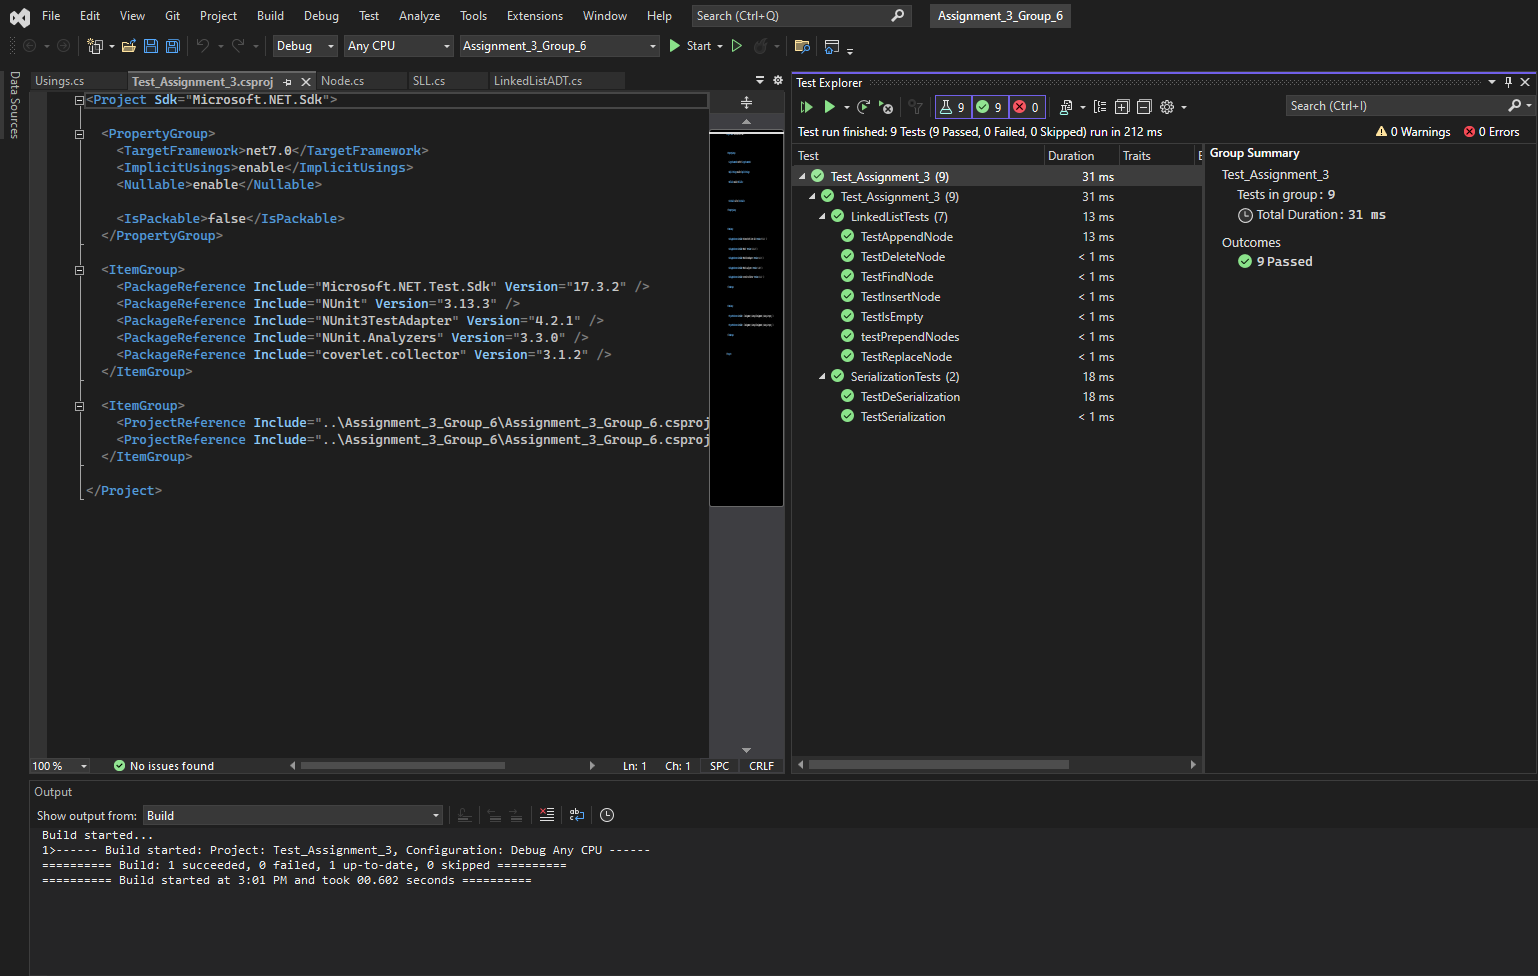 File Edit View Git Project Build Debug Test Analyze Tools Extensions Window Help Search (Ctrl+Q) Assignment_3_Group_6
Debug Any CPU Assignment_3_Group_6 Start
Data Sources
Usings.cs Test_Assignment_3.csproj Node.cs SLL.cs LinkedListADT.cs
<Project Sdk="Microsoft.NET.Sdk">
<PropertyGroup>
<TargetFramework>net7.0</TargetFramework>
<ImplicitUsings>enable</ImplicitUsings>
<Nullable>enable</Nullable>
<IsPackable>false</IsPackable>
</PropertyGroup>
<ItemGroup>
<PackageReference Include="Microsoft.NET.Test.Sdk" Version="17.3.2" />
<PackageReference Include="NUnit" Version="3.13.3" />
<PackageReference Include="NUnit3TestAdapter" Version="4.2.1" />
<PackageReference Include="NUnit.Analyzers" Version="3.3.0" />
<PackageReference Include="coverlet.collector" Version="3.1.2" />
</ItemGroup>
<ItemGroup>
<ProjectReference Include="..\Assignment_3_Group_6\Assignment_3_Group_6.csproj
<ProjectReference Include="..\Assignment_3_Group_6\Assignment_3_Group_6.csproj
</ItemGroup>
</Project>
100 % No issues found Ln: 1 Ch: 1 SPC CRLF
Test Explorer
9 9 0 Search (Ctrl+I)
Test run finished: 9 Tests (9 Passed, 0 Failed, 0 Skipped) run in 212 ms 0 Warnings 0 Errors
Test Duration Traits E
Test_Assignment_3 (9) 31 ms
Test_Assignment_3 (9) 31 ms
LinkedListTests (7) 13 ms
TestAppendNode 13 ms
TestDeleteNode < 1 ms
TestFindNode < 1 ms
TestInsertNode < 1 ms
TestIsEmpty < 1 ms
testPrependNodes < 1 ms
TestReplaceNode < 1 ms
SerializationTests (2) 18 ms
TestDeSerialization 18 ms
TestSerialization < 1 ms
Group Summary
Test_Assignment_3
Tests in group: 9
Total Duration: 31 ms
Outcomes
9 Passed
Output
Show output from: Build
Build started...
1>------ Build started: Project: Test_Assignment_3, Configuration: Debug Any CPU ------
========== Build: 1 succeeded, 0 failed, 1 up-to-date, 0 skipped ==========
========== Build started at 3:01 PM and took 00.602 seconds ==========